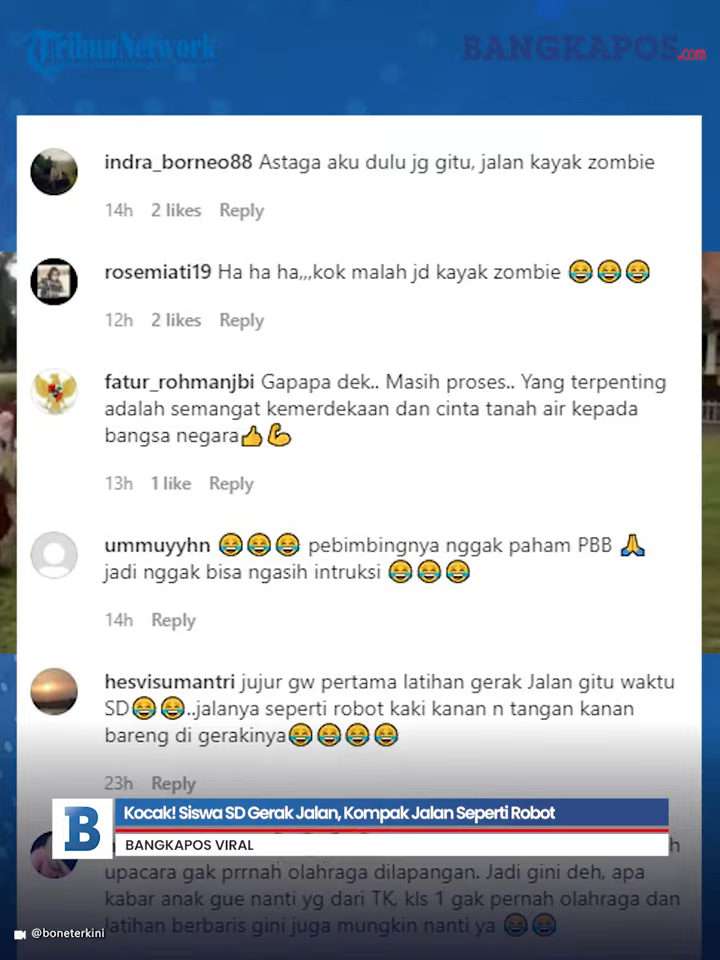 Tribun Network
BANGKAPOS.com
indra_borneo88 Astaga aku dulu jg gitu, jalan kayak zombie
14h 2 likes Reply
rosemiati19 Ha ha ha,,,kok malah jd kayak zombie 😂😂😂
12h 2 likes Reply
fatur_rohmanjbi Gapapa dek.. Masih proses.. Yang terpenting
adalah semangat kemerdekaan dan cinta tanah air kepada
bangsa negara👍💪
13h 1 like Reply
ummuyyhn 😂😂😂 pebimbingnya nggak paham PBB 🙏
jadi nggak bisa ngasih intruksi 😂😂😂
14h Reply
hesvisumantri jujur gw pertama latihan gerak Jalan gitu waktu
SD😂😂..jalanya seperti robot kaki kanan n tangan kanan
bareng di gerakinya😂😂😂😂
23h Reply
B
Kocak! Siswa SD Gerak Jalan, Kompak Jalan Seperti Robot
BANGKAPOS VIRAL
upacara gak prrnah olahraga dilapangan. Jadi gini deh, apa
kabar anak gue nanti yg dari TK, kls 1 gak pernah olahraga dan
latihan berbaris gini juga mungkin nanti ya 😂😂
@boneterkini